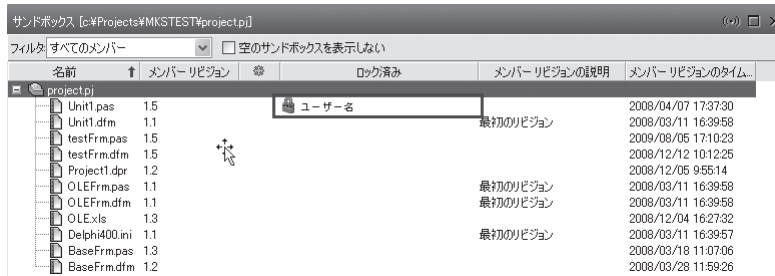 サンドボックス [c:¥Projects¥MKSTEST¥project.pj]
フィルタ: すべてのメンバー 空のサンドボックスを表示しない
名前 メンバー リビジョン ロック済み メンバー リビジョンの説明 メンバー リビジョンのタイム...
project.pj
Unit1.pas 1.5 ユーザー名 2008/04/07 17:37:30
Unit1.dfm 1.1 最初のリビジョン 2008/03/11 16:39:58
testFrm.pas 1.5 2009/08/05 17:10:23
testFrm.dfm 1.5 2008/12/12 10:12:25
Project1.dpr 1.2 2008/12/05 9:55:14
OLEFrm.pas 1.1 最初のリビジョン 2008/03/11 16:39:58
OLEFrm.dfm 1.1 最初のリビジョン 2008/03/11 16:39:58
OLE.xls 1.3 2008/12/04 16:27:32
Delphi400.ini 1.1 最初のリビジョン 2008/03/11 16:39:57
BaseFrm.pas 1.3 2008/03/18 11:07:06
BaseFrm.dfm 1.2 2008/03/28 11:59:26